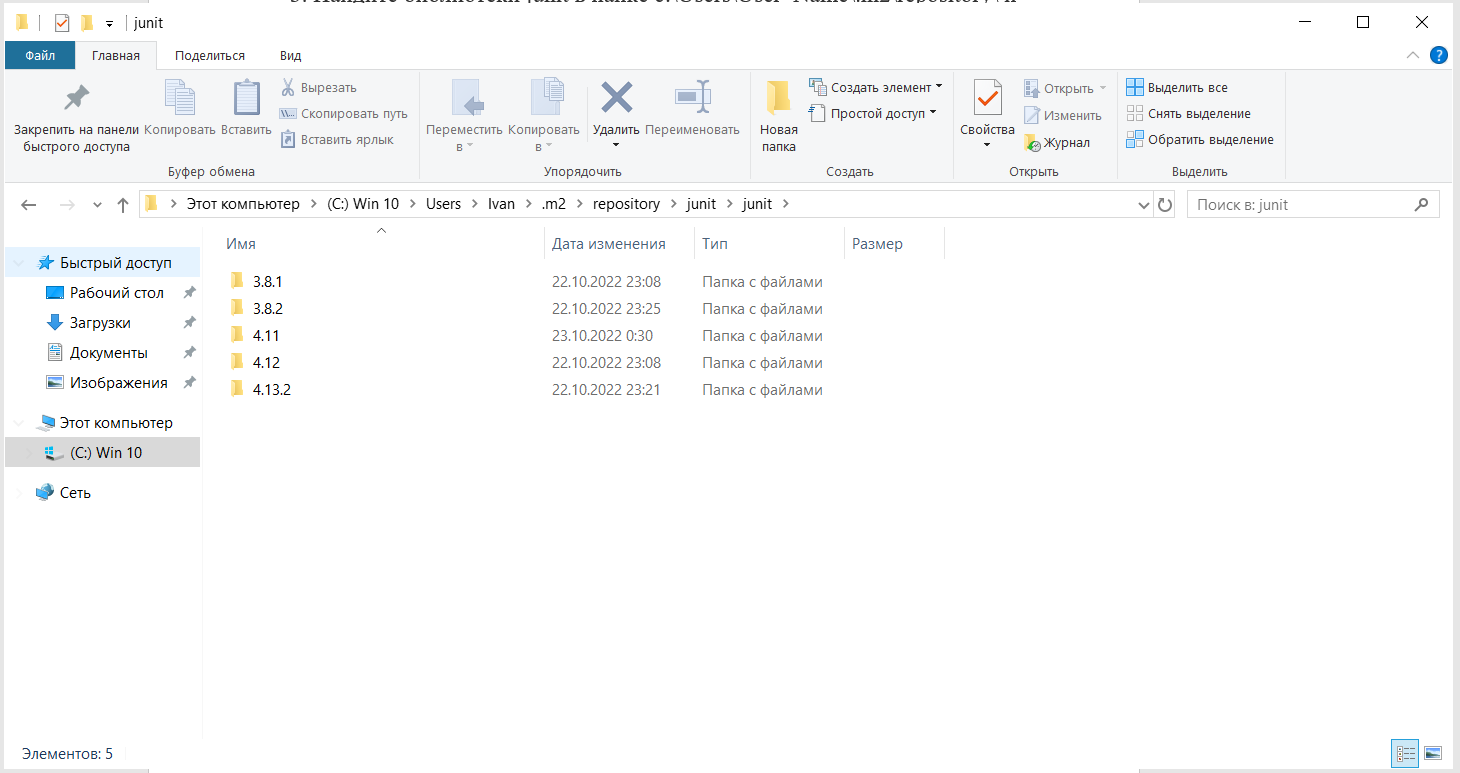 junit
Файл Главная Поделиться Вид
Закрепить на панели быстрого доступа
Копировать
Вставить
Вырезать
Скопировать путь
Вставить ярлык
Буфер обмена
Переместить в
Копировать в
Удалить
Переименовать
Упорядочить
Новая папка
Создать элемент
Простой доступ
Создать
Свойства
Открыть
Изменить
Журнал
Открыть
Выделить все
Снять выделение
Обратить выделение
Выделить
Этот компьютер > (C:) Win 10 > Users > Ivan > .m2 > repository > junit > junit >
Поиск в: junit
Быстрый доступ
Рабочий стол
Загрузки
Документы
Изображения
Этот компьютер
(C:) Win 10
Сеть
Имя Дата изменения Тип Размер
3.8.1 22.10.2022 23:08 Папка с файлами
3.8.2 22.10.2022 23:25 Папка с файлами
4.11 23.10.2022 0:30 Папка с файлами
4.12 22.10.2022 23:08 Папка с файлами
4.13.2 22.10.2022 23:21 Папка с файлами
Элементов: 5